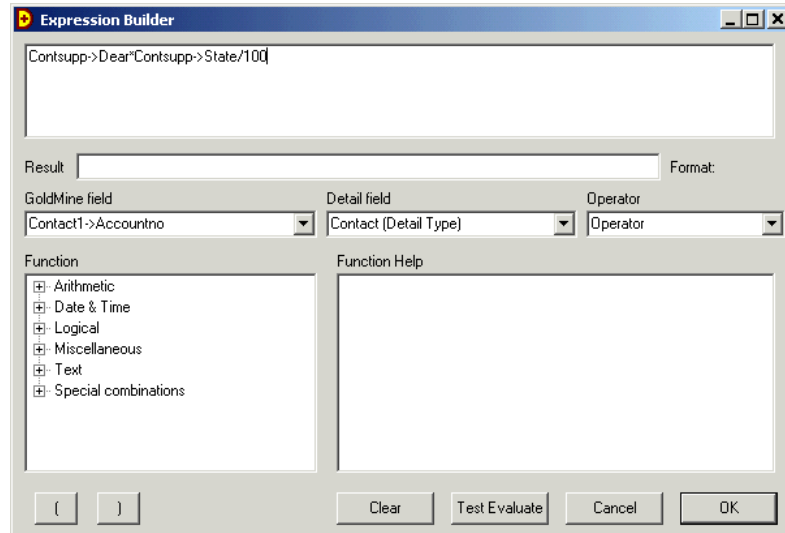 Expression Builder
Contsupp->Dear*Contsupp->State/100
Result Format:
GoldMine field Detail field Operator
Contact1->Accountno Contact (Detail Type) Operator
Function Function Help
Arithmetic
Date & Time
Logical
Miscellaneous
Text
Special combinations
( ) Clear Test Evaluate Cancel OK